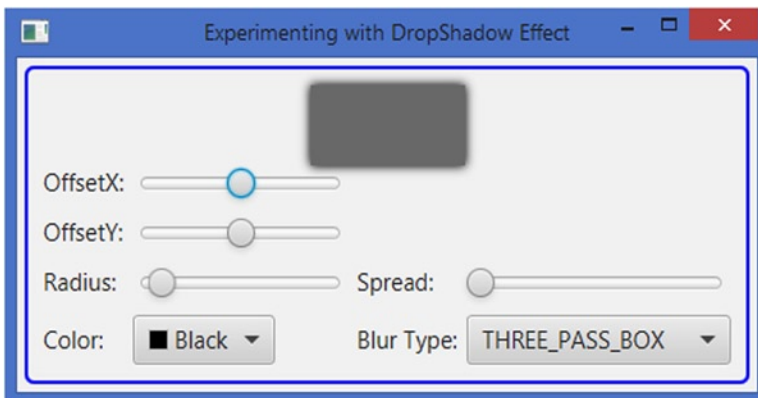 Experimenting with DropShadow Effect
OffsetX:
OffsetY:
Radius: Spread:
Color: Black Blur Type: THREE_PASS_BOX